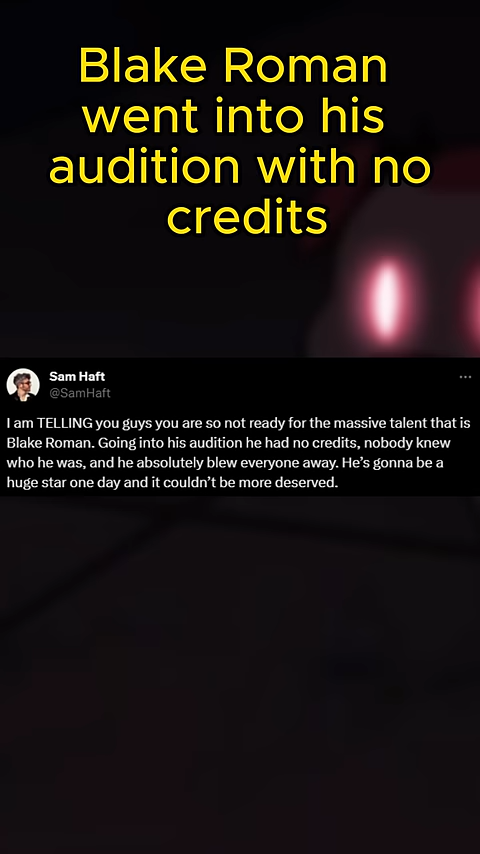 Blake Roman
went into his
audition with no
credits
Sam Haft
@SamHaft
I am TELLING you guys you are so not ready for the massive talent that is
Blake Roman. Going into his audition he had no credits, nobody knew
who he was, and he absolutely blew everyone away. He’s gonna be a
huge star one day and it couldn’t be more deserved.